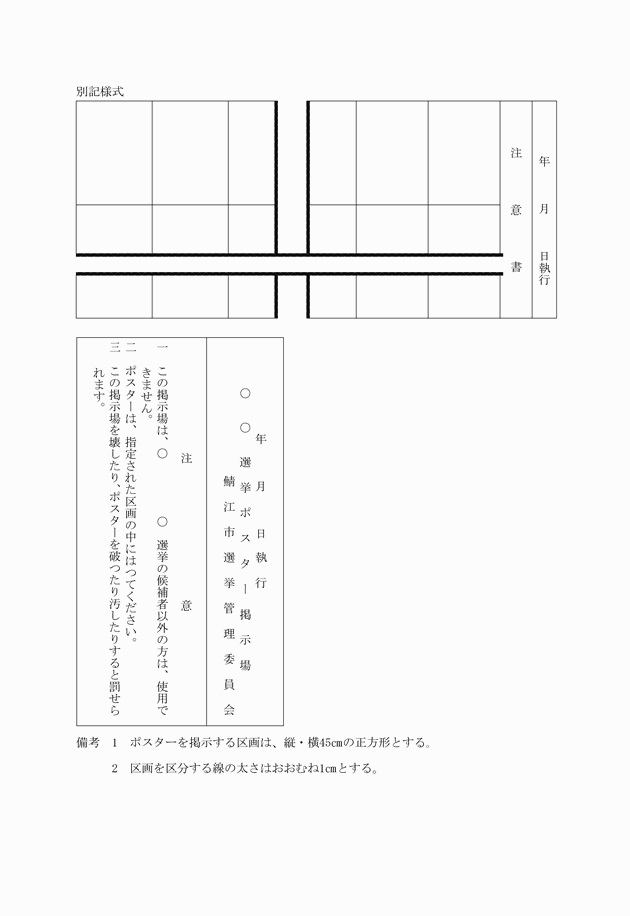 別記様式
年 月 日執行
注意書
年 月 日執行
○ ○ 選挙ポスター掲示場
鯖江市選挙管理委員会
注 意
一 この掲示場は、○ ○ 選挙の候補者以外の方は、使用で
きません。
二 ポスターは、指定された区画の中にはつてください。
三 この掲示場を壊したり、ポスターを破つたり汚したりすると罰せら
れます。
備考 1 ポスターを掲示する区画は、縦・横45cmの正方形とする。
2 区画を区分する線の太さはおおむね1cmとする。